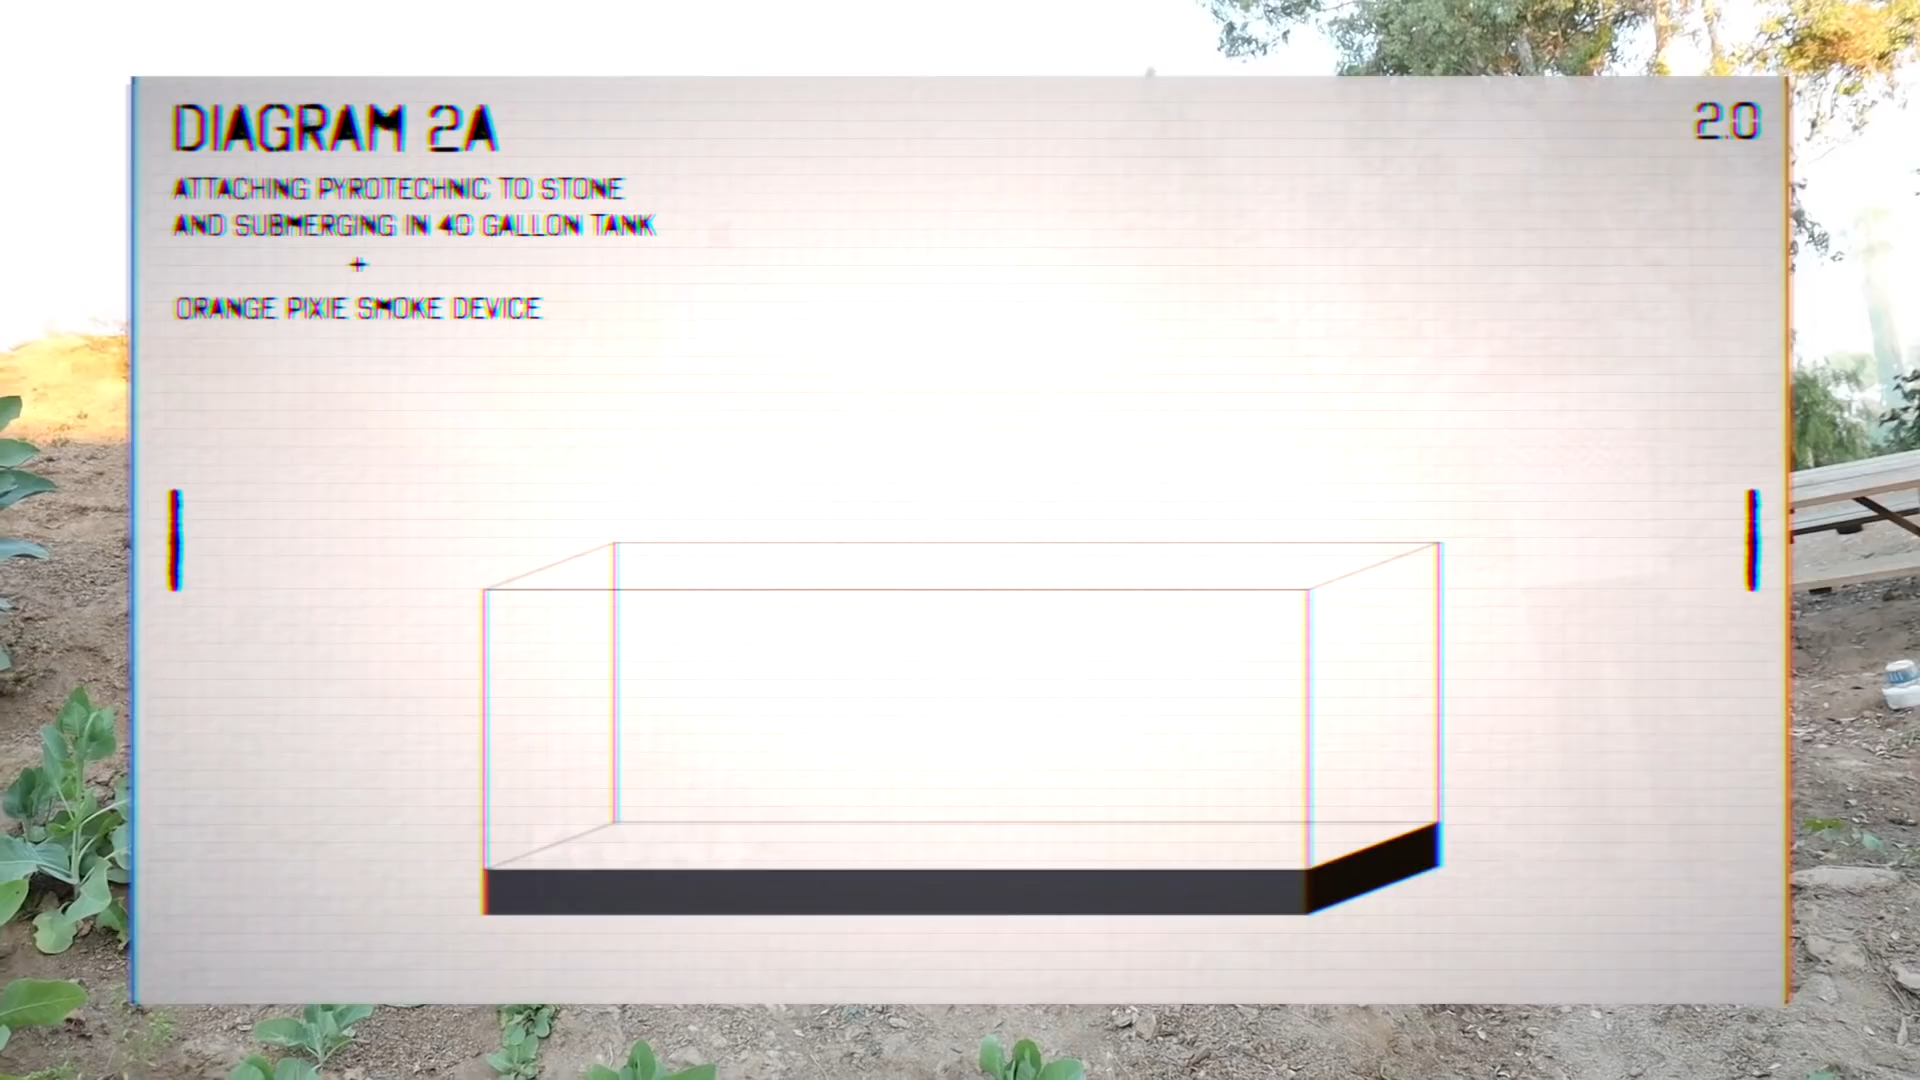 DIAGRAM 2A
2.0
ATTACHING PYROTECHNIC TO STONE
AND SUBMERGING IN 40 GALLON TANK
+
ORANGE PIXIE SMOKE DEVICE